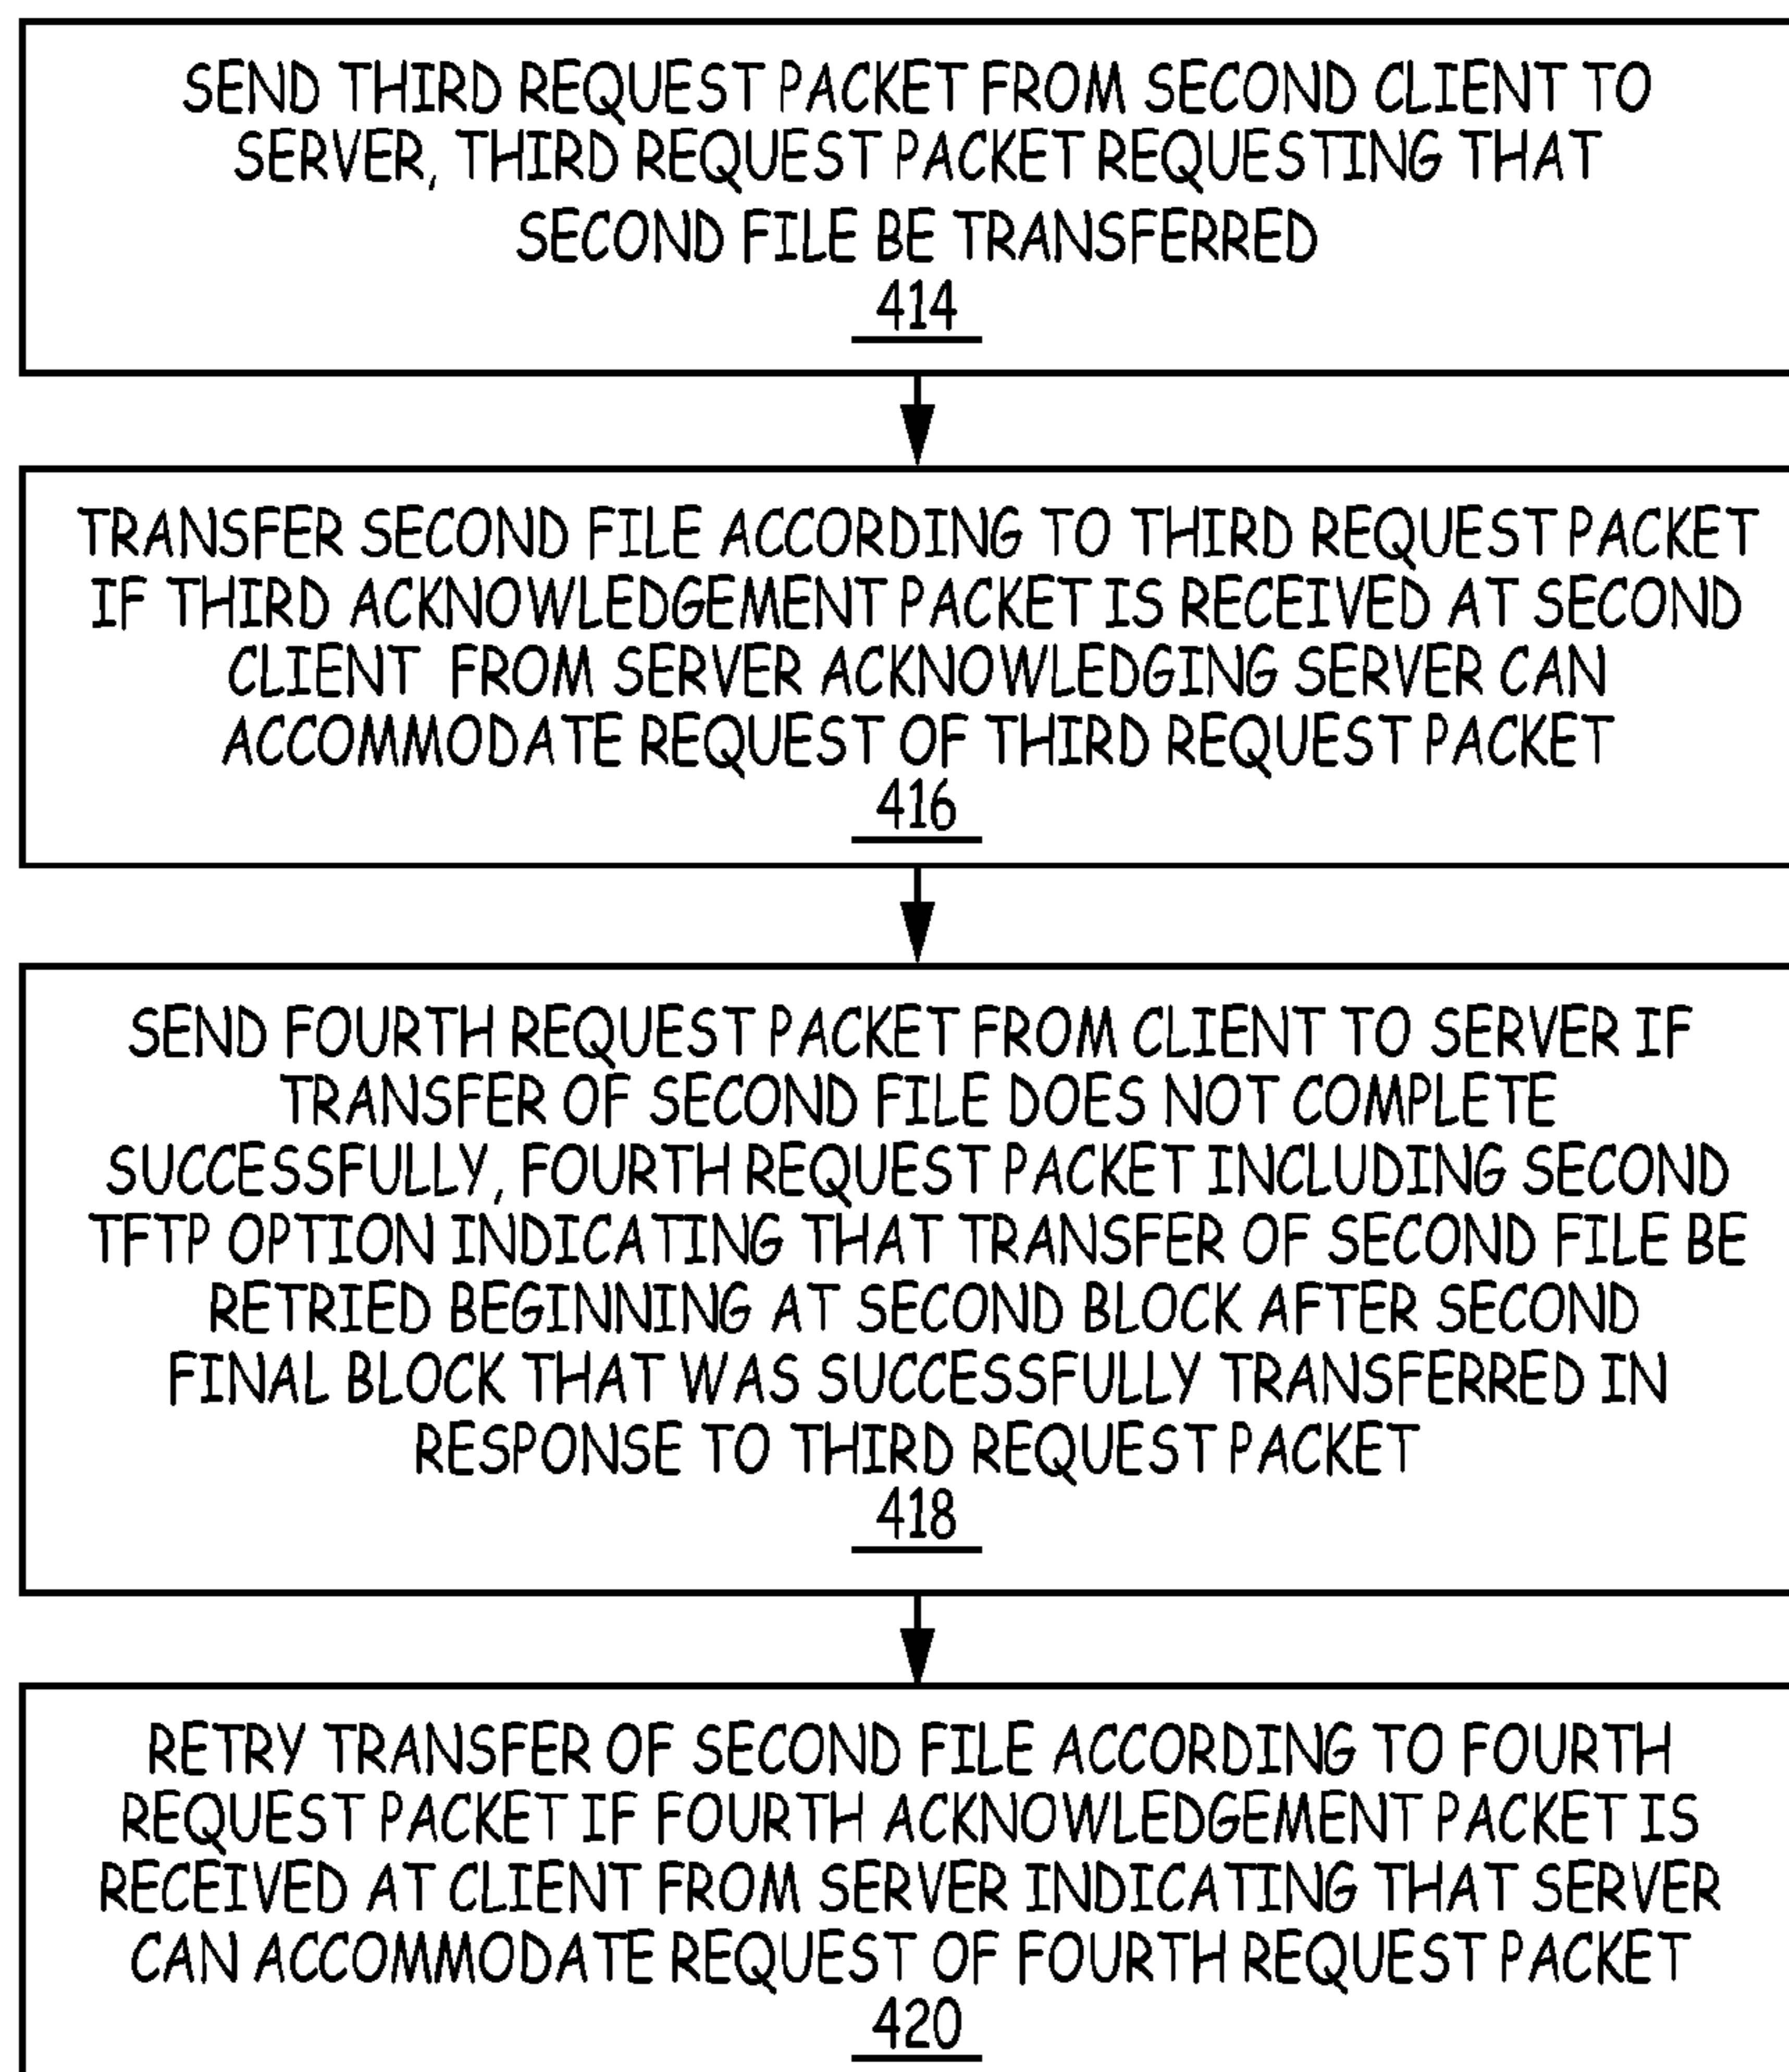 SEND THIRD REQUEST PACKET FROM SECOND CLIENT TO
SERVER, THIRD REQUEST PACKET REQUESTING THAT
SECOND FILE BE TRANSFERRED
414
TRANSFER SECOND FILE ACCORDING TO THIRD REQUEST PACKET
IF THIRD ACKNOWLEDGEMENT PACKET IS RECEIVED AT SECOND
CLIENT FROM SERVER ACKNOWLEDGING SERVER CAN
ACCOMMODATE REQUEST OF THIRD REQUEST PACKET
416
SEND FOURTH REQUEST PACKET FROM CLIENT TO SERVER IF
TRANSFER OF SECOND FILE DOES NOT COMPLETE
SUCCESSFULLY, FOURTH REQUEST PACKET INCLUDING SECOND
TFTP OPTION INDICATING THAT TRANSFER OF SECOND FILE BE
RETRIED BEGINNING AT SECOND BLOCK AFTER SECOND
FINAL BLOCK THAT WAS SUCCESSFULLY TRANSFERRED IN
RESPONSE TO THIRD REQUEST PACKET
418
RETRY TRANSFER OF SECOND FILE ACCORDING TO FOURTH
REQUEST PACKET IF FOURTH ACKNOWLEDGEMENT PACKET IS
RECEIVED AT CLIENT FROM SERVER INDICATING THAT SERVER
CAN ACCOMMODATE REQUEST OF FOURTH REQUEST PACKET
420